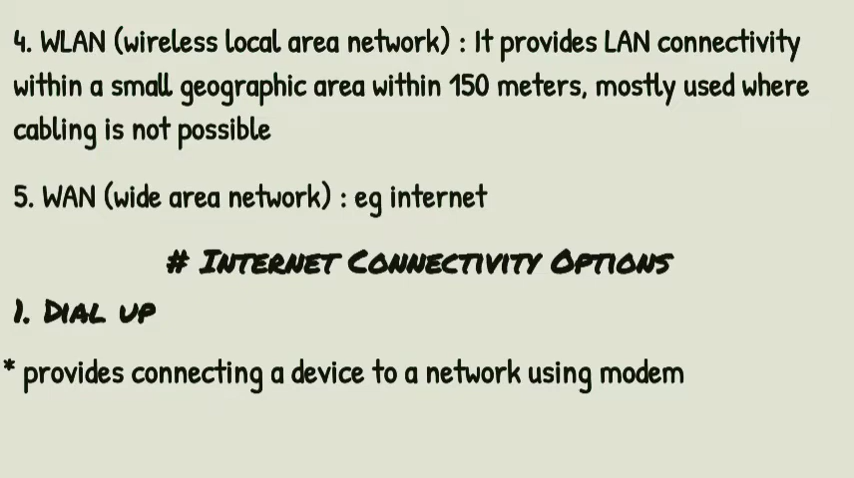 4. WLAN (wireless local area network) : It provides LAN connectivity
within a small geographic area within 150 meters, mostly used where
cabling is not possible
5. WAN (wide area network) : eg internet
# Internet Connectivity Options
1. Dial up
* provides connecting a device to a network using modem